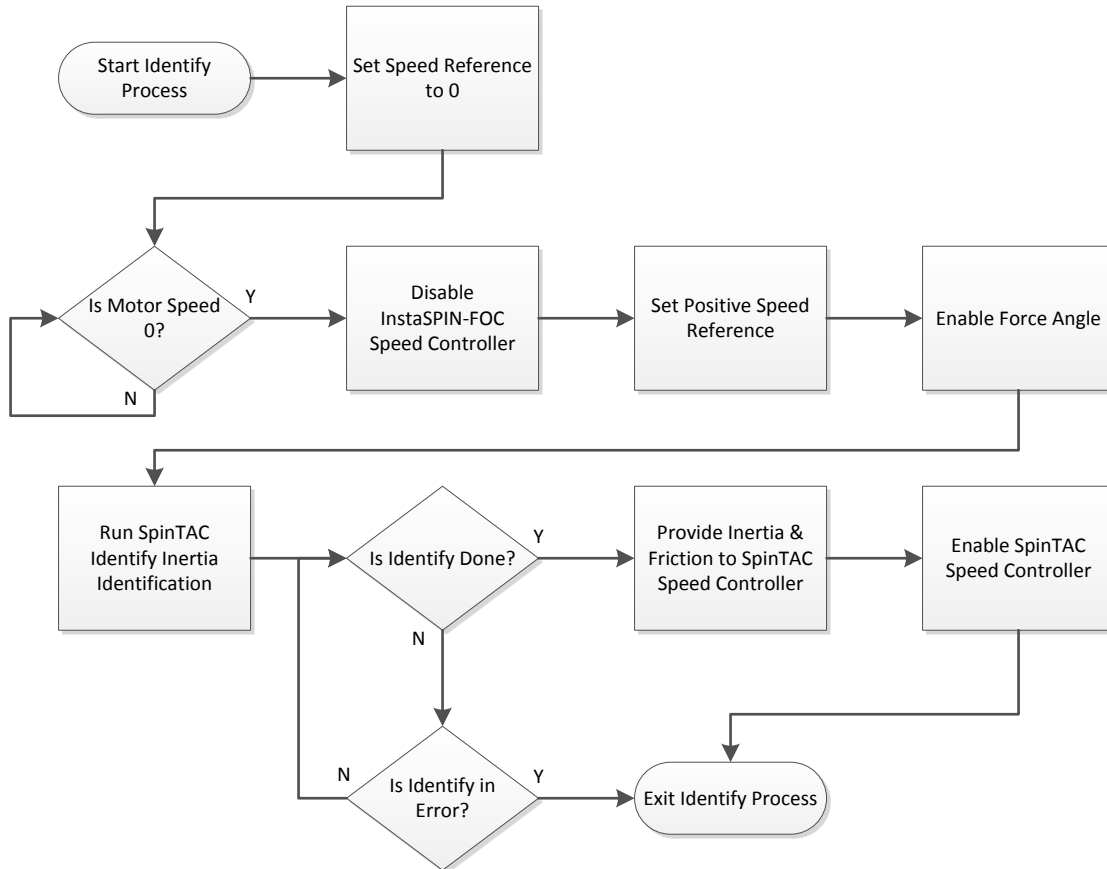 Start Identify
Process
Set Speed Reference
to 0
Is Motor Speed
0?
Y
N
Disable
InstaSPIN-FOC
Speed Controller
Set Positive Speed
Reference
Enable Force Angle
Run SpinTAC
Identify Inertia
Identification
Is Identify Done?
Y
N
Provide Inertia &
Friction to SpinTAC
Speed Controller
Enable SpinTAC
Speed Controller
Is Identify in
Error?
N
Y
Exit Identify Process